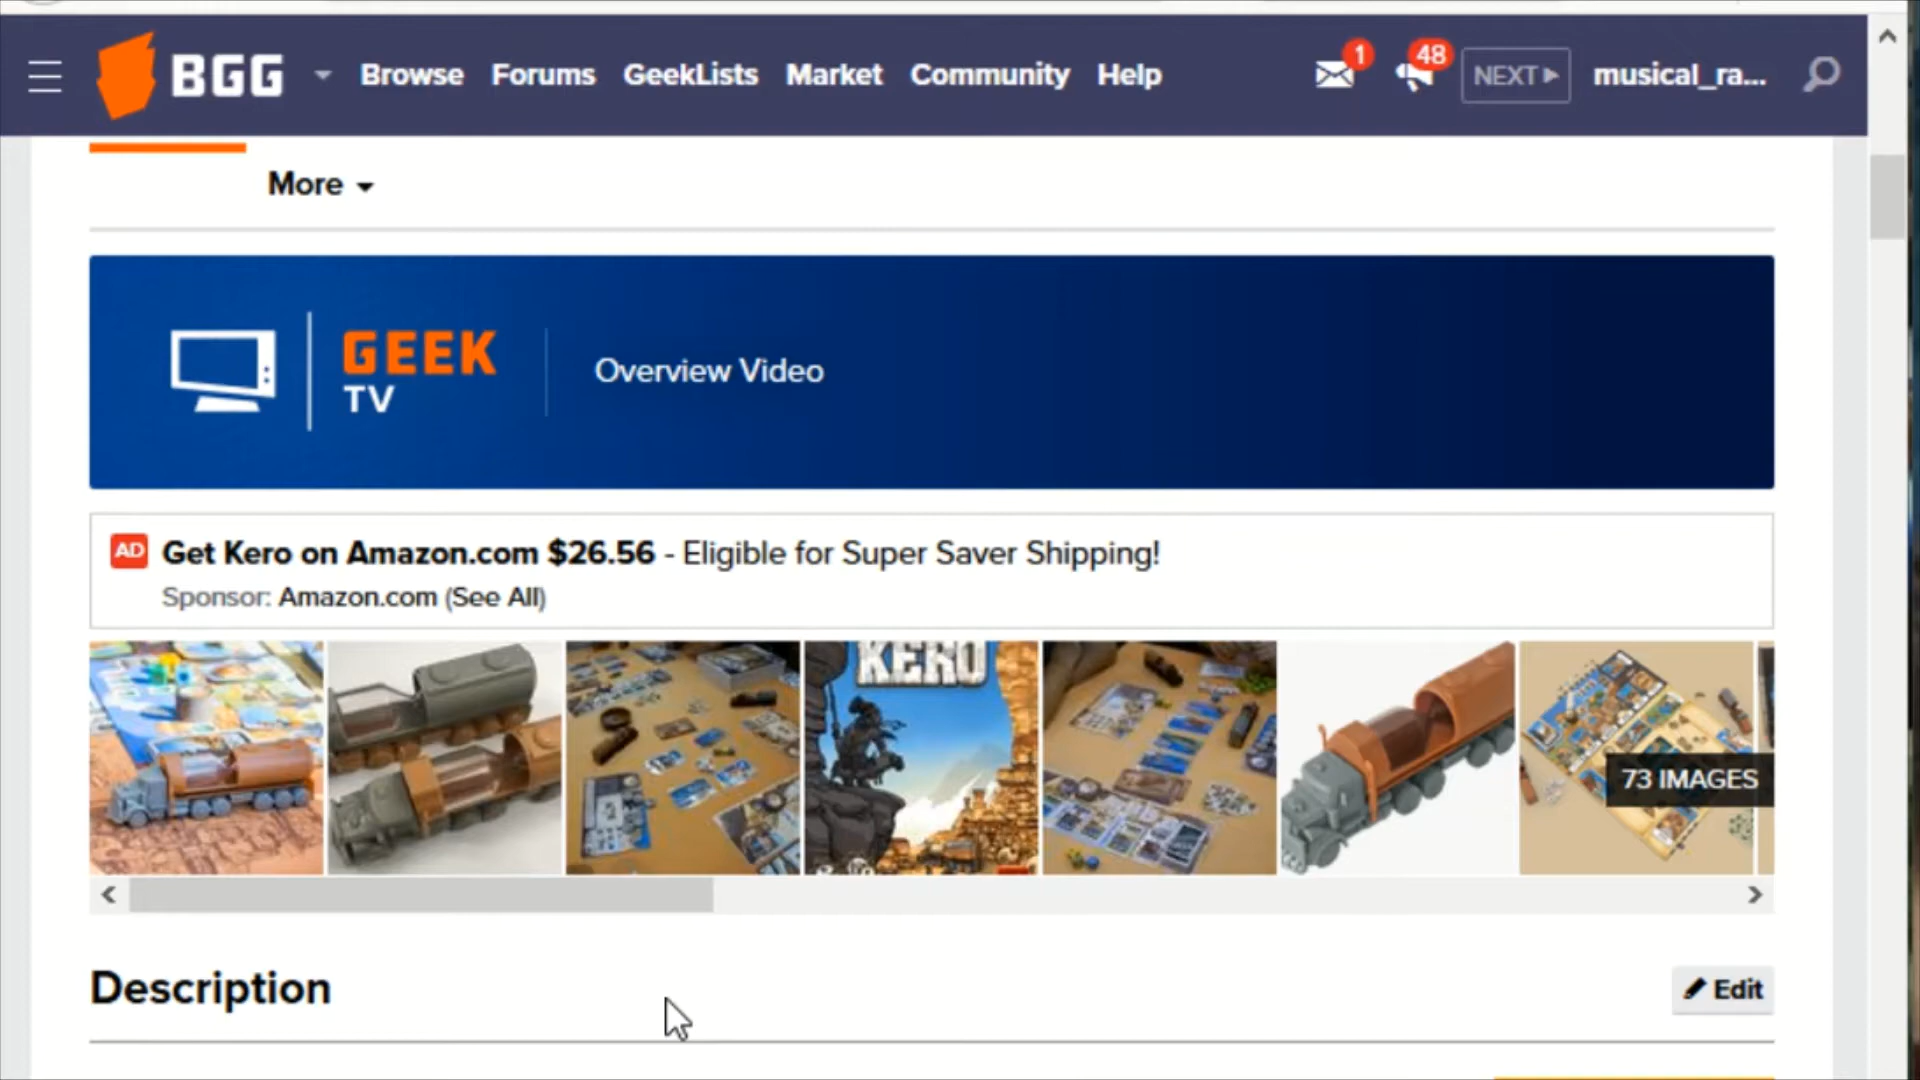 BGG Browse Forums GeekLists Market Community Help 1 48 NEXT musical_ra...
More
GEEK
TV
Overview Video
AD Get Kero on Amazon.com $26.56 - Eligible for Super Saver Shipping!
Sponsor: Amazon.com (See All)
KERO
73 IMAGES
Description
Edit